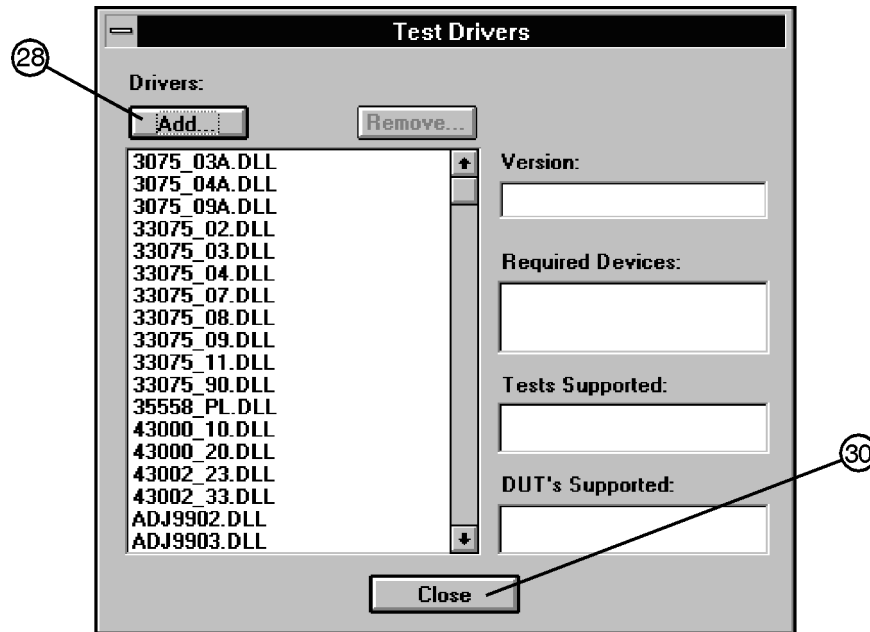 Test Drivers
28
Drivers:
Add...
Remove...
3075_03A.DLL
3075_04A.DLL
3075_09A.DLL
33075_02.DLL
33075_03.DLL
33075_04.DLL
33075_07.DLL
33075_08.DLL
33075_09.DLL
33075_11.DLL
33075_90.DLL
35558_PL.DLL
43000_10.DLL
43000_20.DLL
43002_23.DLL
43002_33.DLL
ADJ9902.DLL
ADJ9903.DLL
Version:
Required Devices:
Tests Supported:
DUT's Supported:
30
Close